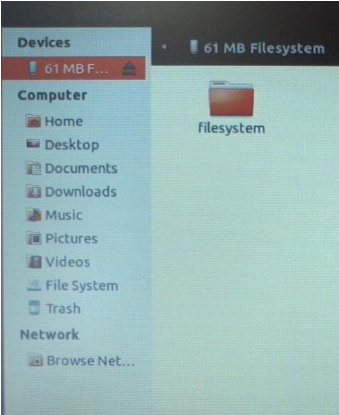 Devices
61 MB F...
Computer
Home
Desktop
Documents
Downloads
Music
Pictures
Videos
File System
Trash
Network
Browse Net...
61 MB Filesystem
filesystem